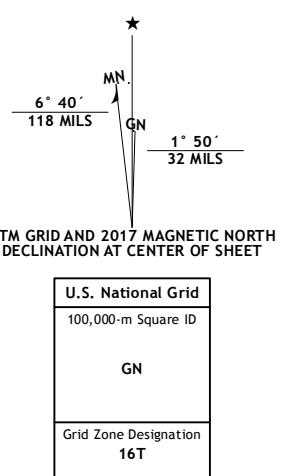 ★
MN
GN
6° 40´
118 MILS
1° 50´
32 MILS
TM GRID AND 2017 MAGNETIC NORTH
DECLINATION AT CENTER OF SHEET
U.S. National Grid
100,000-m Square ID
GN
Grid Zone Designation
16T